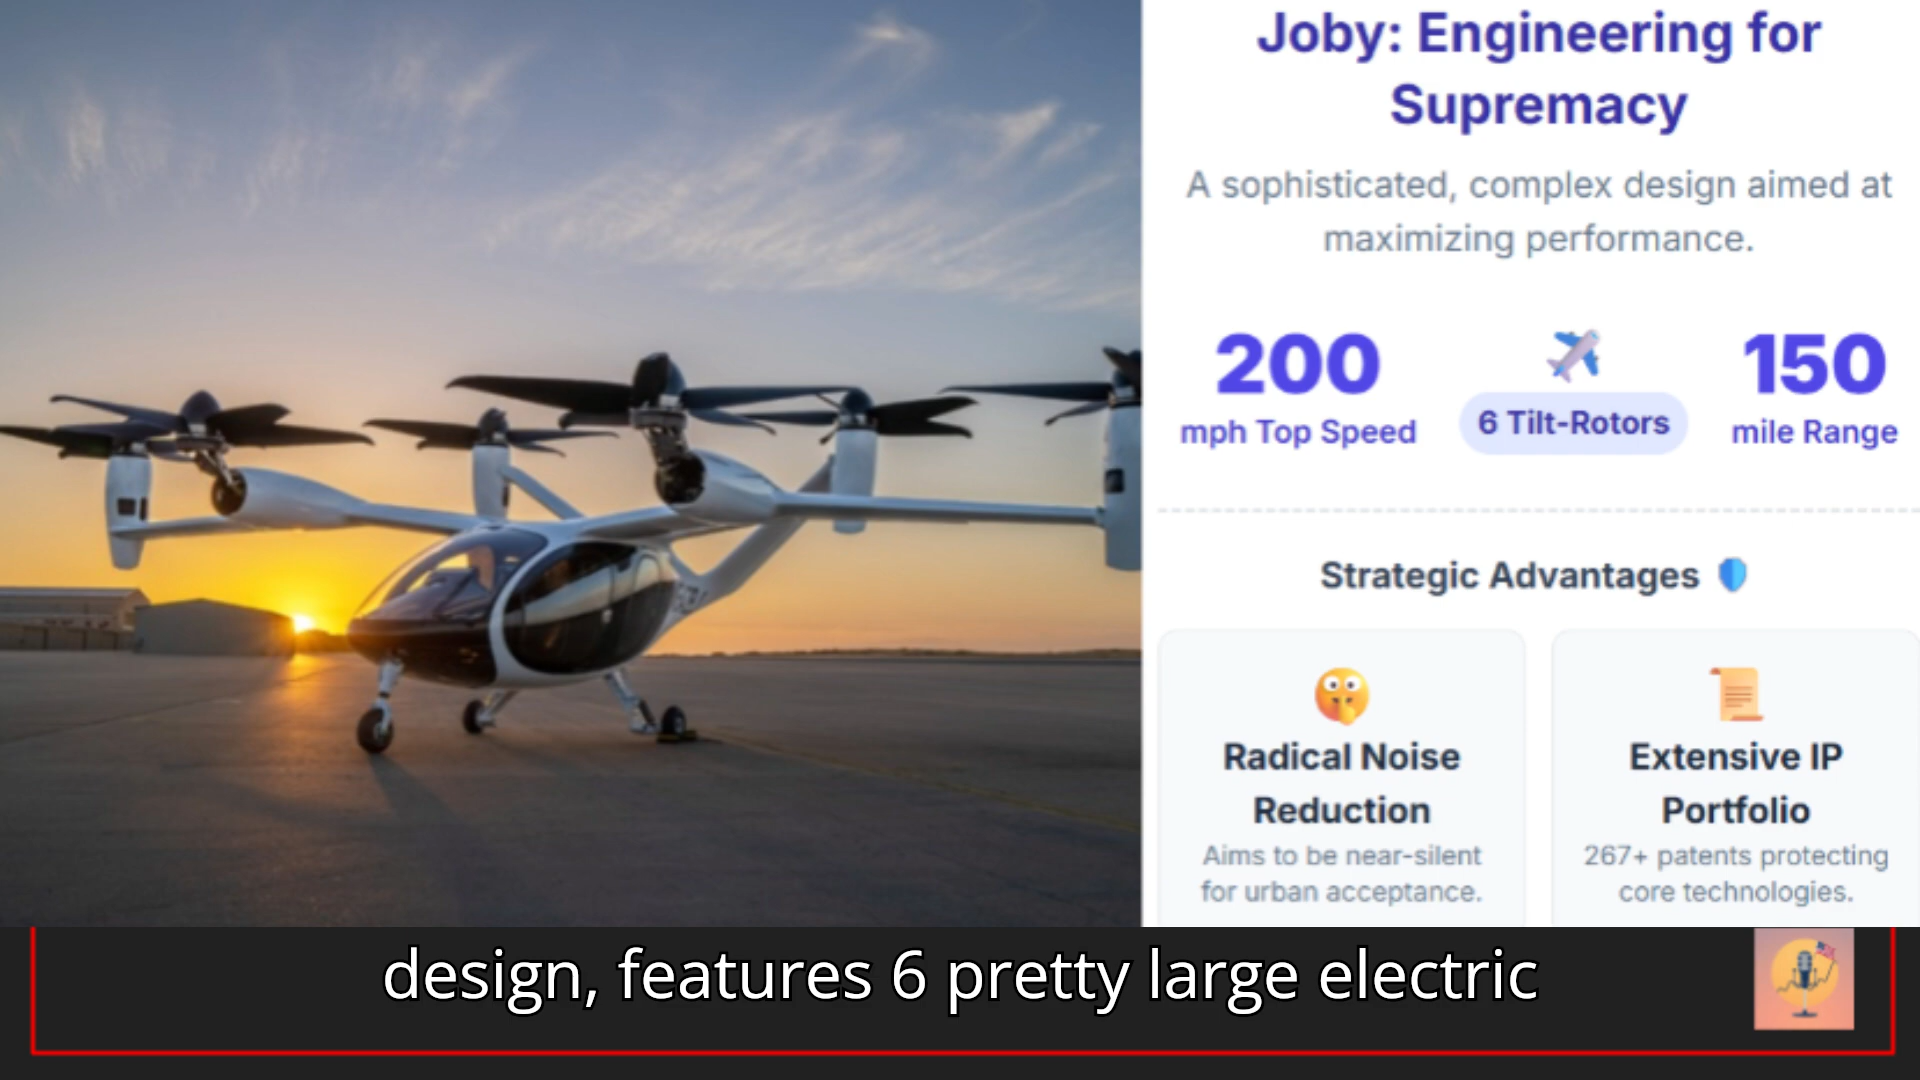 Joby: Engineering for
Supremacy
A sophisticated, complex design aimed at
maximizing performance.
200
mph Top Speed
6 Tilt-Rotors
150
mile Range
Strategic Advantages
Radical Noise
Reduction
Aims to be near-silent
for urban acceptance.
Extensive IP
Portfolio
267+ patents protecting
core technologies.
design, features 6 pretty large electric